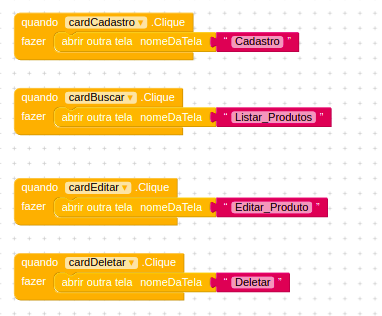 quando cardCadastro .Clique
fazer abrir outra tela nomeDaTela “ Cadastro ”
quando cardBuscar .Clique
fazer abrir outra tela nomeDaTela “ Listar_Produtos ”
quando cardEditar .Clique
fazer abrir outra tela nomeDaTela “ Editar_Produto ”
quando cardDeletar .Clique
fazer abrir outra tela nomeDaTela “ Deletar ”